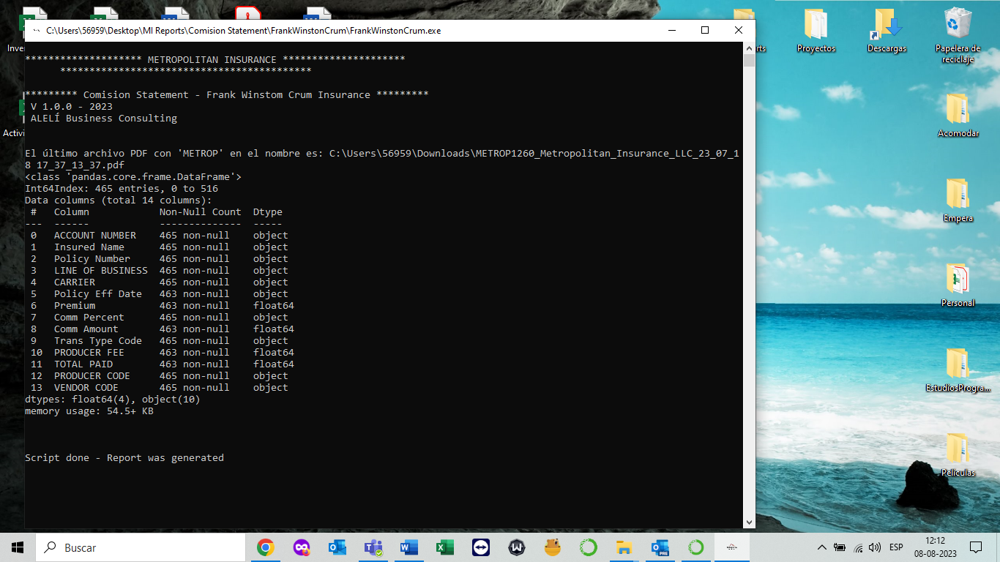 C:\Users\56959\Desktop\MI Reports\Comision Statement\FrankWinstonCrum\FrankWinstonCrum.exe
******************** METROPOLITAN INSURANCE *********************
*******************************************
********* Comision Statement - Frank Winstom Crum Insurance *********
V 1.0.0 - 2023
ALELÍ Business Consulting
El último archivo PDF con 'METROP' en el nombre es: C:\Users\56959\Downloads\METROP1260_Metropolitan_Insurance_LLC_23_07_1
8 17_37_13_37.pdf
<class 'pandas.core.frame.DataFrame'>
Int64Index: 465 entries, 0 to 516
Data columns (total 14 columns):
# Column Non-Null Count Dtype
--- ------ -------------- -----
0 ACCOUNT NUMBER 465 non-null object
1 Insured Name 465 non-null object
2 Policy Number 465 non-null object
3 LINE OF BUSINESS 465 non-null object
4 CARRIER 465 non-null object
5 Policy Eff Date 463 non-null object
6 Premium 463 non-null float64
7 Comm Percent 465 non-null object
8 Comm Amount 463 non-null float64
9 Trans Type Code 465 non-null object
10 PRODUCER FEE 463 non-null float64
11 TOTAL PAID 463 non-null float64
12 PRODUCER CODE 465 non-null object
13 VENDOR CODE 465 non-null object
dtypes: float64(4), object(10)
memory usage: 54.5+ KB
Script done - Report was generated
Inve
Activi
rts
Proyectos
Descargas
Papelera de
reciclaje
Acomodar
Empera
Personal
EstudiosProgra...
Películas
Buscar
PRE
ESP
12:12
08-08-2023